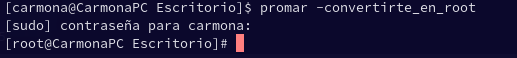 [carmona@CarmonaPC Escritorio]$ promar -convertirte_en_root
[sudo] contraseña para carmona:
[root@CarmonaPC Escritorio]#